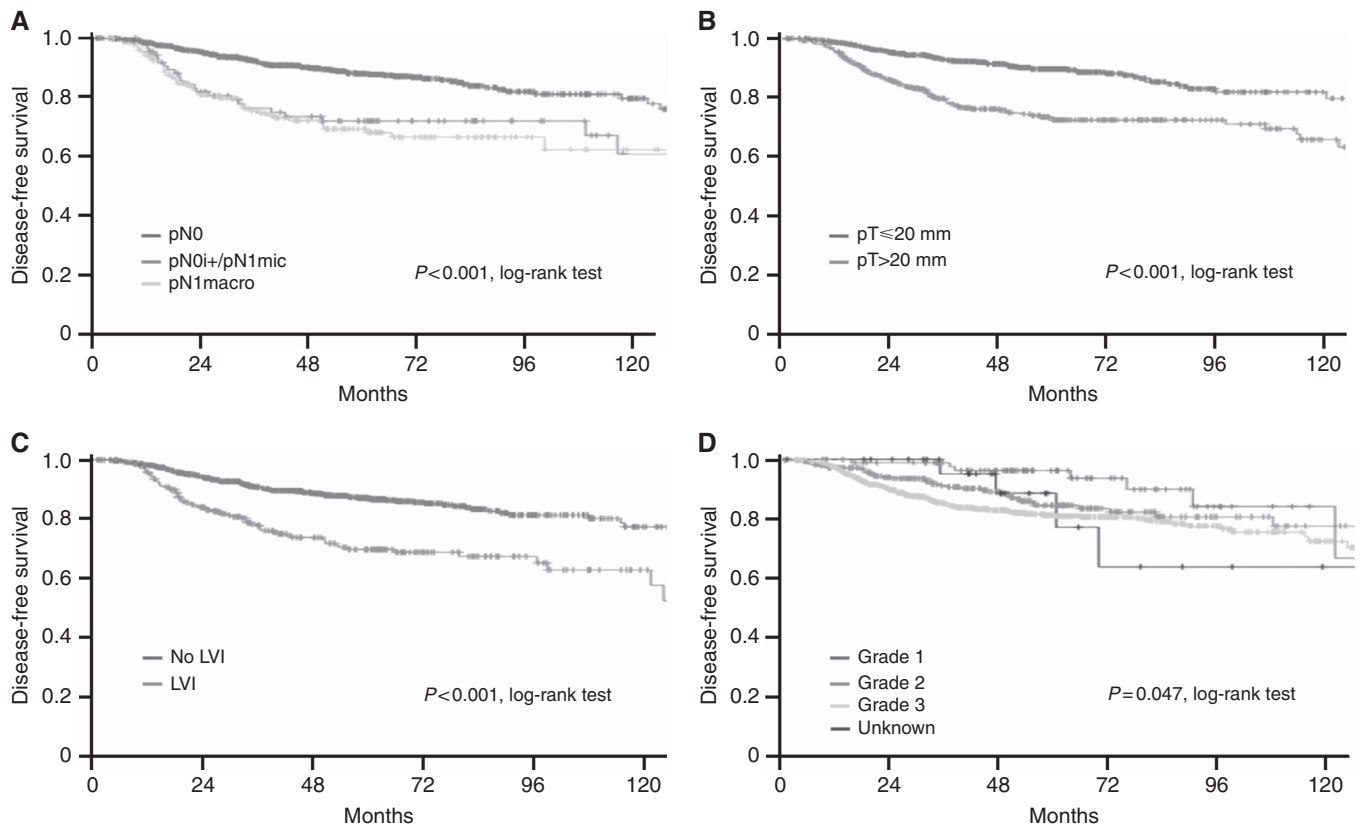 A
Disease-free survival
1.0
0.8
0.6
0.4
0.2
0
pN0
pN0i+/pN1mic
pN1macro
P<0.001, log-rank test
0 24 48 72 96 120
Months
B
Disease-free survival
1.0
0.8
0.6
0.4
0.2
0
pT⩽20 mm
pT>20 mm
P<0.001, log-rank test
0 24 48 72 96 120
Months
C
Disease-free survival
1.0
0.8
0.6
0.4
0.2
0
No LVI
LVI
P<0.001, log-rank test
0 24 48 72 96 120
Months
D
Disease-free survival
1.0
0.8
0.6
0.4
0.2
0
Grade 1
Grade 2
Grade 3
Unknown
P=0.047, log-rank test
0 24 48 72 96 120
Months